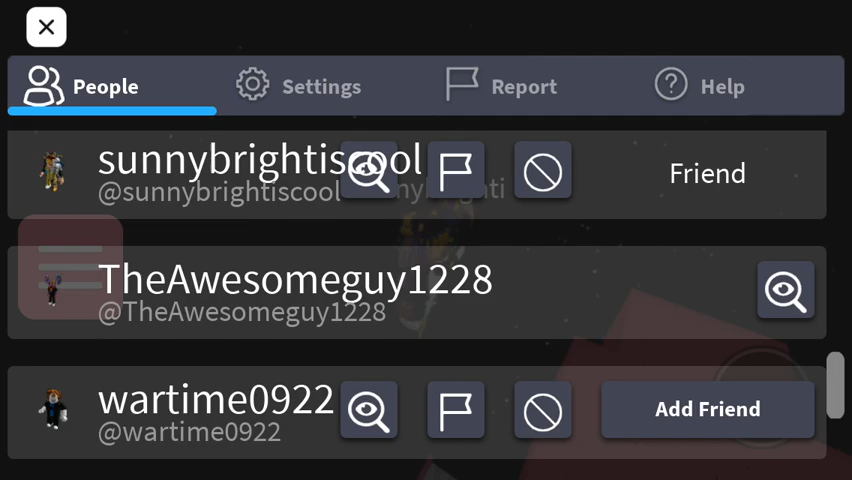 People
Settings
Report
Help
sunnybrightiscool
@sunnybrightiscool
Friend
TheAwesomeguy1228
@TheAwesomeguy1228
wartime0922
@wartime0922
Add Friend